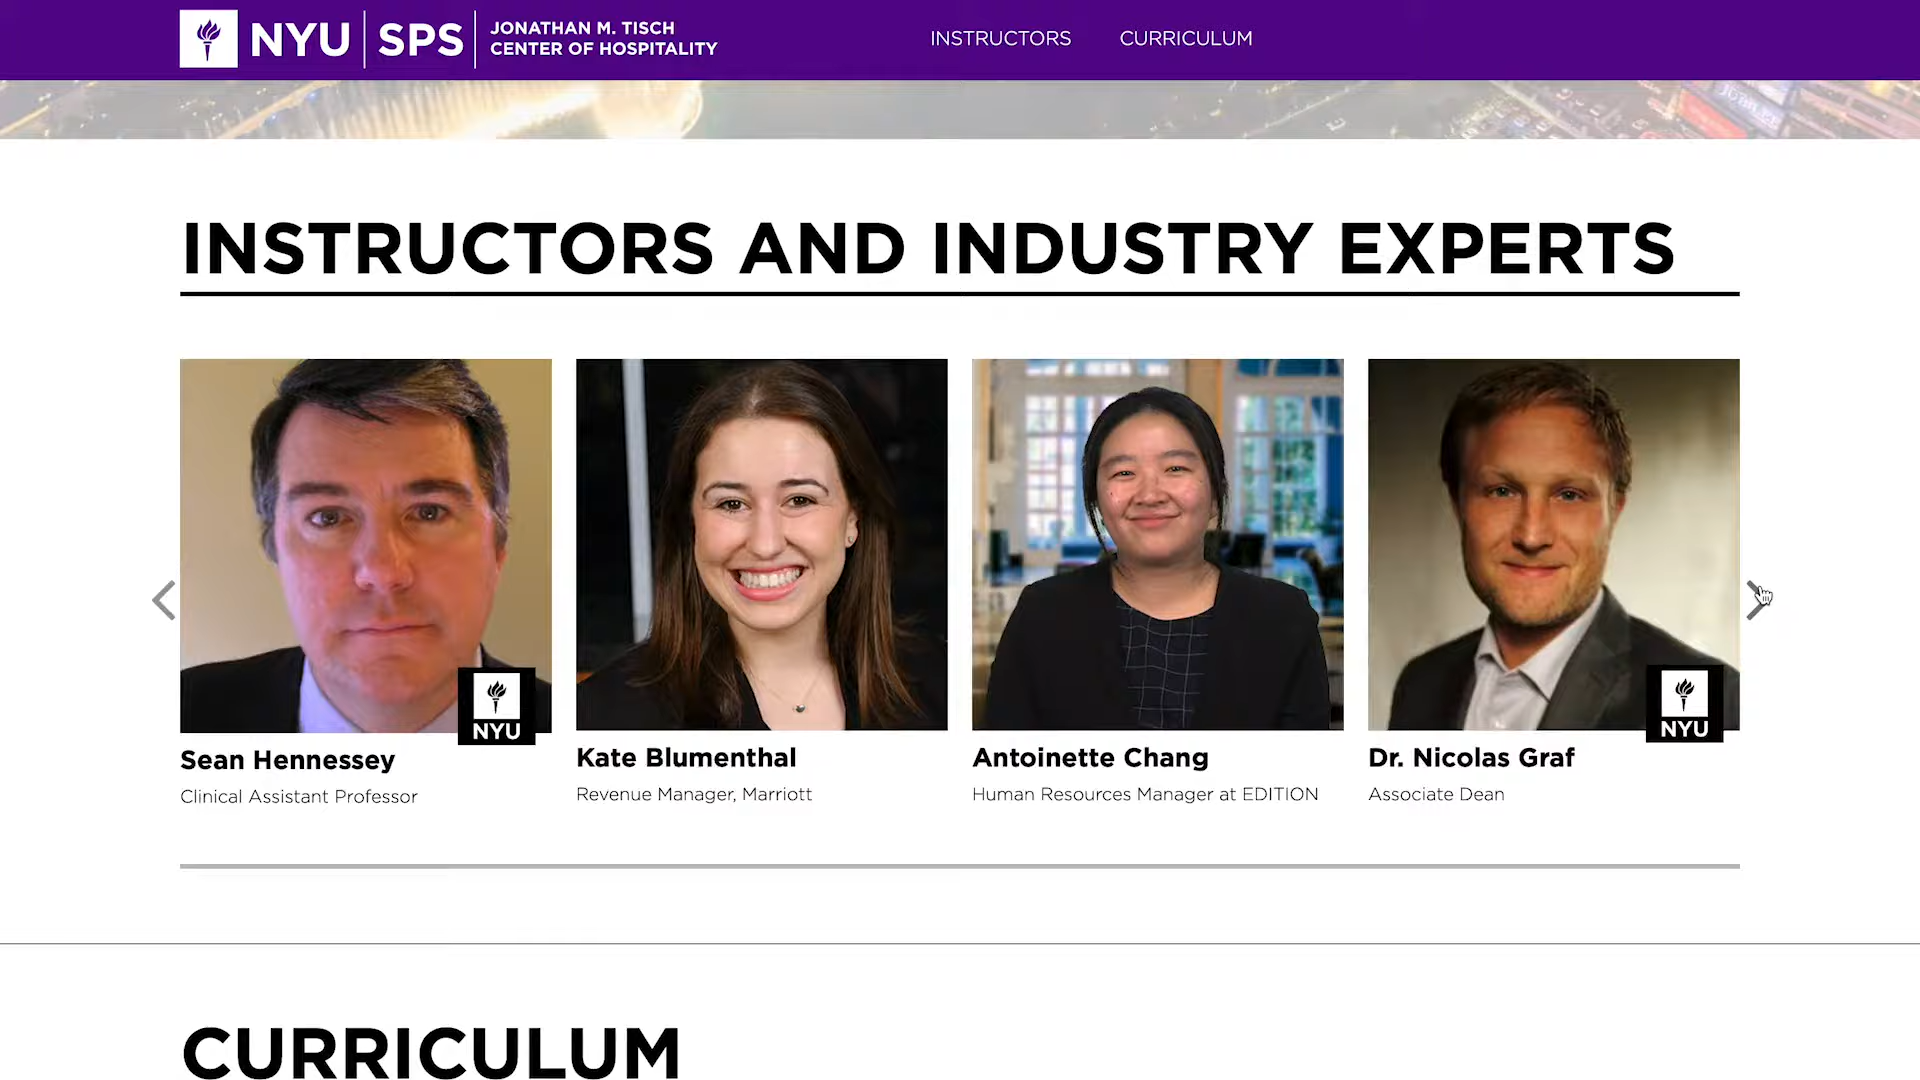 NYU SPS JONATHAN M. TISCH
CENTER OF HOSPITALITY
INSTRUCTORS CURRICULUM
INSTRUCTORS AND INDUSTRY EXPERTS
NYU
NYU
Sean Hennessey
Clinical Assistant Professor
Kate Blumenthal
Revenue Manager, Marriott
Antoinette Chang
Human Resources Manager at EDITION
Dr. Nicolas Graf
Associate Dean
CURRICULUM